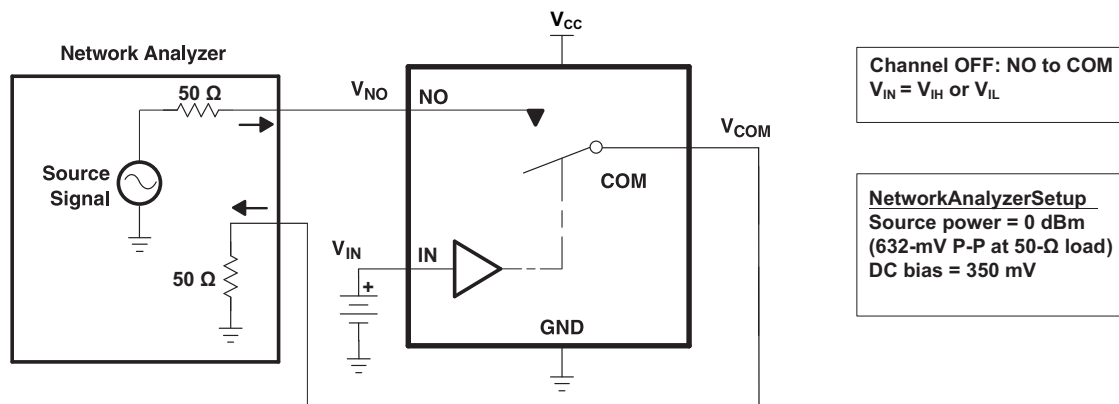 Network Analyzer
50 Ω
Source
Signal
50 Ω
V_NO
NO
V_CC
V_COM
COM
V_IN
IN
+
GND
Channel OFF: NO to COM
V_IN = V_IH or V_IL
NetworkAnalyzerSetup
Source power = 0 dBm
(632-mV P-P at 50-Ω load)
DC bias = 350 mV